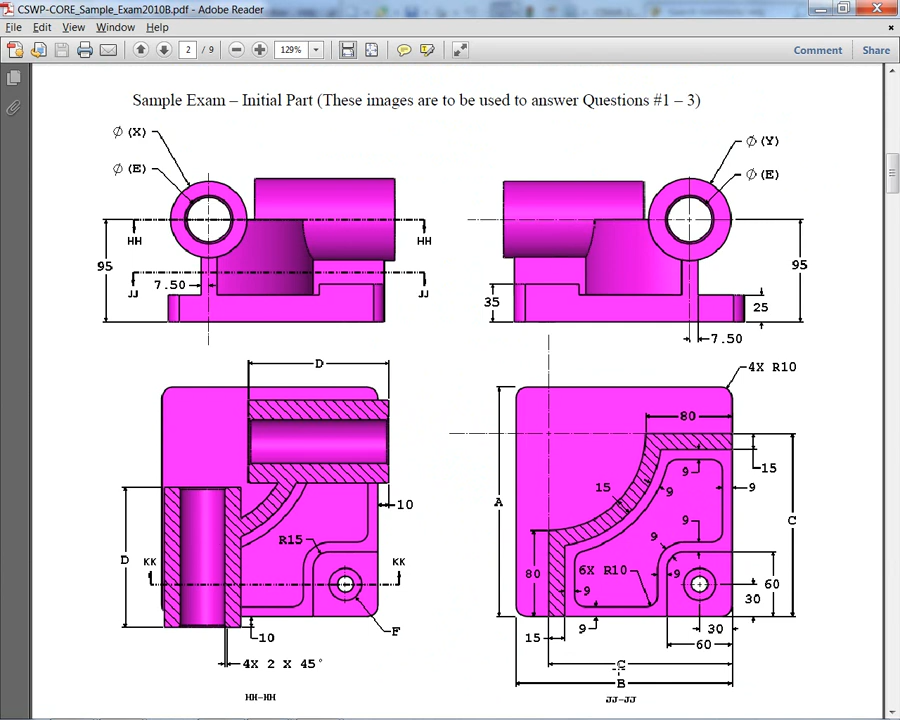 CSWP-CORE_Sample_Exam2010B.pdf - Adobe Reader
File Edit View Window Help
2 / 9 129% Comment Share
Sample Exam – Initial Part (These images are to be used to answer Questions #1 – 3)
∅ (X)
∅ (E)
HH HH
95
7.50
JJ JJ
∅ (Y)
∅ (E)
95
35
25
7.50
D
10
R15
D
KK KK
F
10
4X 2 X 45°
HH-HH
4X R10
80
15
9
15
9
9
A
C
9
9
80
6X R10
9
9
60
30
9
30
15
60
C
B
JJ-JJ